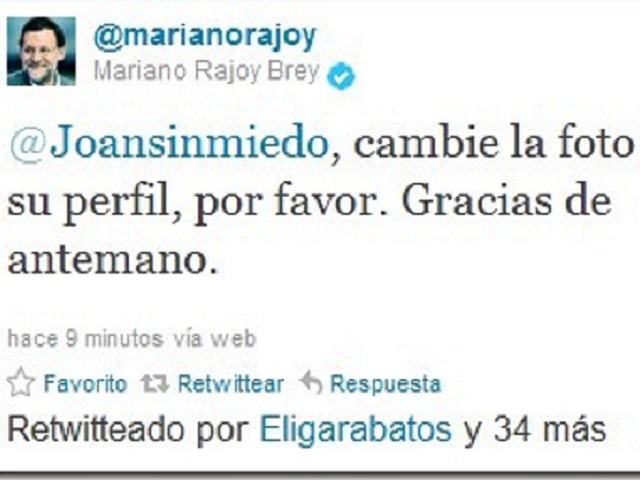 @marianorajoy
Mariano Rajoy Brey
@Joansinmiedo, cambie la foto
su perfil, por favor. Gracias de
antemano.
hace 9 minutos vía web
Favorito Retwittear Respuesta
Retwitteado por Eligarabatos y 34 más